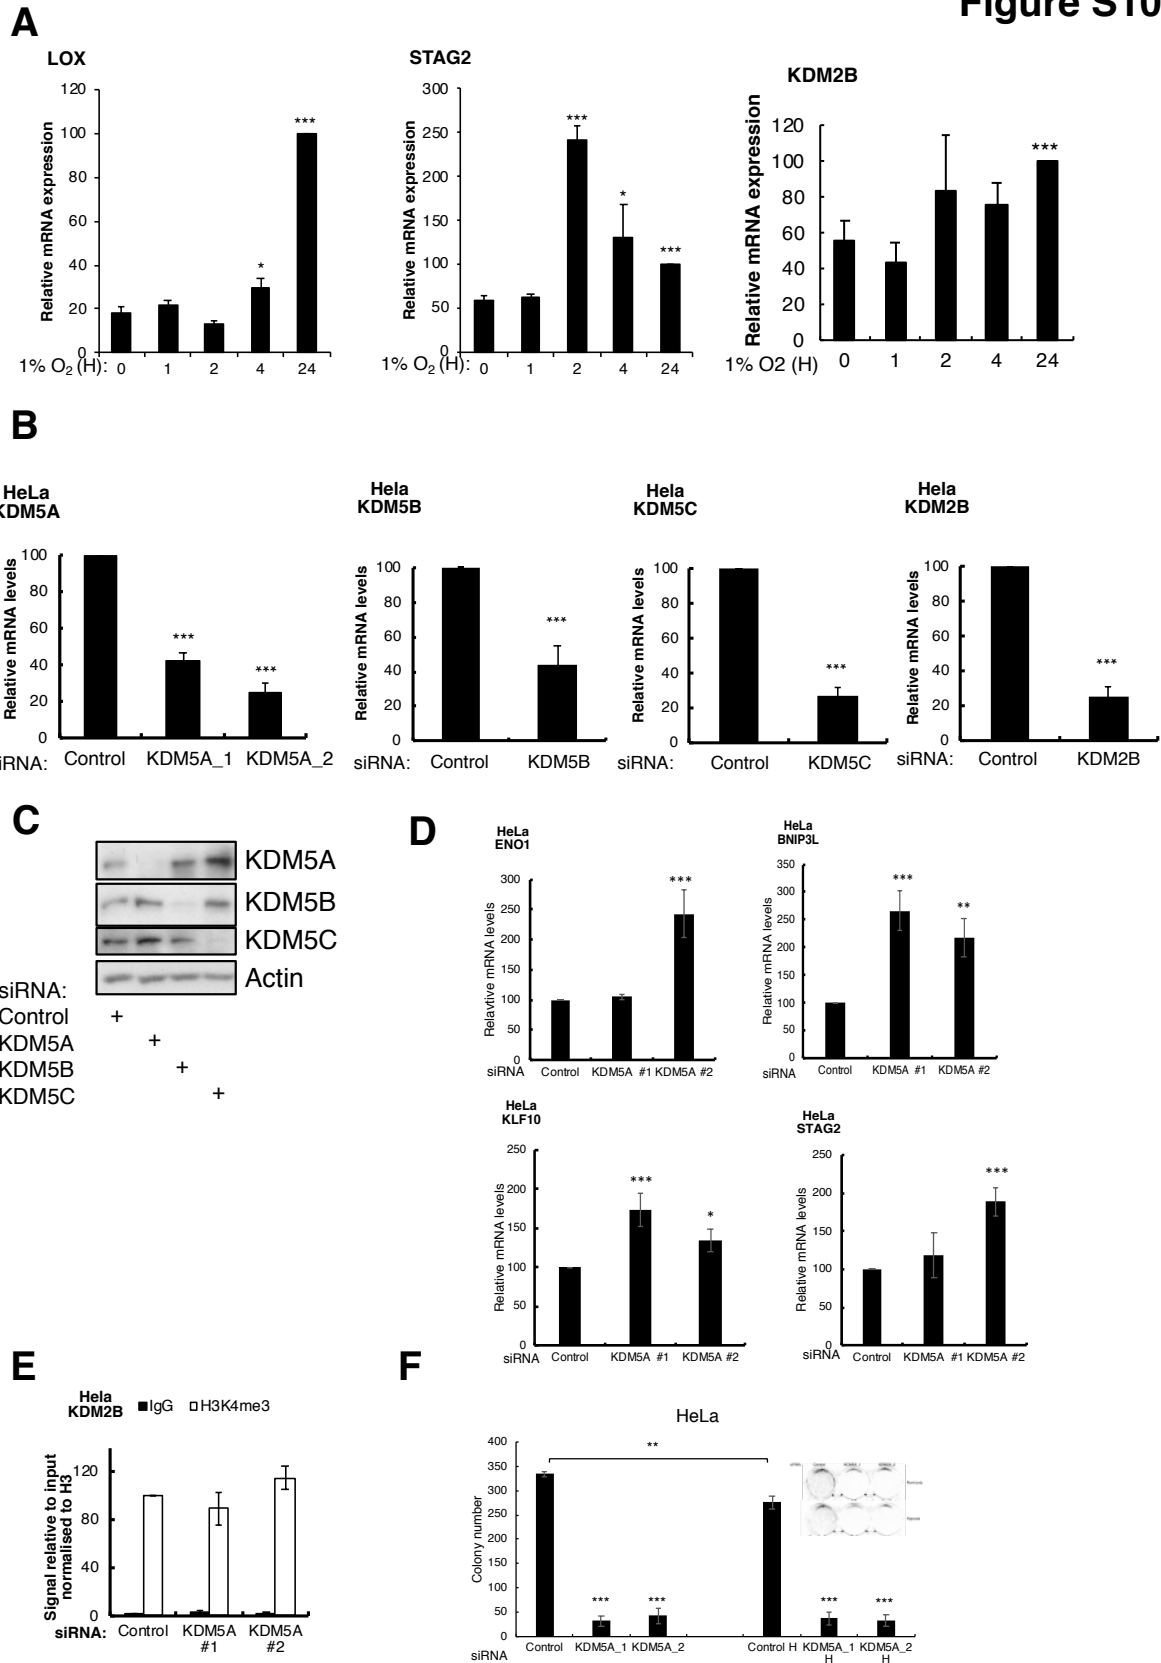 Figure S10
A
LOX
Relative mRNA expression
120
100
80
60
40
20
0
***
*
1% O2 (H): 0 1 2 4 24
STAG2
Relative mRNA expression
300
250
200
150
100
50
0
***
*
***
1% O2 (H): 0 1 2 4 24
KDM2B
Relative mRNA expression
120
100
80
60
40
20
0
***
1% O2 (H) 0 1 2 4 24
B
HeLa
KDM5A
Relative mRNA levels
100
80
60
40
20
0
***
***
iRNA: Control KDM5A_1 KDM5A_2
Hela
KDM5B
Relative mRNA levels
100
80
60
40
20
0
***
siRNA: Control KDM5B
Hela
KDM5C
Relative mRNA levels
100
80
60
40
20
0
***
siRNA: Control KDM5C
Hela
KDM2B
Relative mRNA levels
100
80
60
40
20
0
***
siRNA: Control KDM2B
C
KDM5A
KDM5B
KDM5C
Actin
siRNA:
Control +
KDM5A +
KDM5B +
KDM5C +
D
HeLa
ENO1
Relavtive mRNA levels
300
250
200
150
100
50
0
***
siRNA Control KDM5A #1 KDM5A #2
HeLa
BNIP3L
Relative mRNA levels
350
300
250
200
150
100
50
0
***
**
siRNA Control KDM5A #1 KDM5A #2
HeLa
KLF10
Relative mRNA levels
250
200
150
100
50
0
***
*
siRNA Control KDM5A #1 KDM5A #2
HeLa
STAG2
Relative mRNA levels
250
200
150
100
50
0
***
siRNA Control KDM5A #1 KDM5A #2
E
Hela
KDM2B
IgG H3K4me3
Signal relative to input
normalised to H3
120
80
40
0
siRNA: Control KDM5A KDM5A
#1 #2
F
HeLa
Colony number
400
350
300
250
200
150
100
50
0
**
*** *** *** ***
siRNA Control KDM5A_1 KDM5A_2 Control H KDM5A_1 KDM5A_2
H H